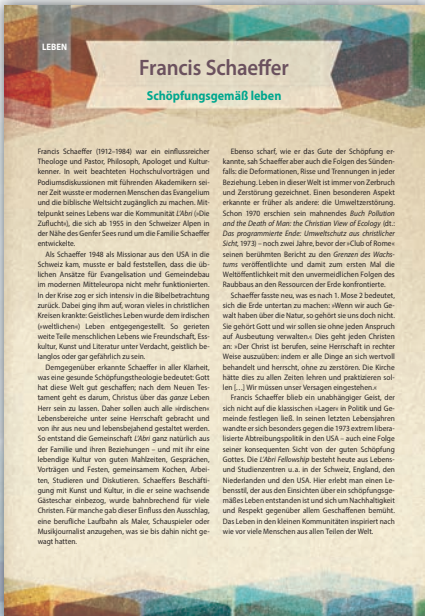 LEBEN
Francis Schaeffer
Schöpfungsgemäß leben
Francis Schaeffer (1912–1984) war ein einflussreicher
Theologe und Pastor, Philosoph, Apologet und Kultur-
kenner. In weit beachteten Hochschulvorträgen und
Podiumsdiskussionen mit führenden Akademikern sei-
ner Zeit wusste er modernen Menschen das Evangelium
und die biblische Weltsicht zugänglich zu machen. Mit-
telpunkt seines Lebens war die Kommunität L'Abri (»Die
Zuflucht«), die sich ab 1955 in den Schweizer Alpen in
der Nähe des Genfer Sees rund um die Familie Schaeffer
entwickelte.
Als Schaeffer 1948 als Missionar aus den USA in die
Schweiz kam, musste er bald feststellen, dass die üb-
lichen Ansätze für Evangelisation und Gemeindebau
im modernen Mitteleuropa nicht mehr funktionierten.
In der Krise zog er sich intensiv in die Bibelbetrachtung
zurück. Dabei ging ihm auf, woran vieles in christlichen
Kreisen krankte: Geistliches Leben wurde dem irdischen
(»weltlichen«) Leben entgegengestellt. So gerieten
weite Teile menschlichen Lebens wie Freundschaft, Ess-
kultur, Kunst und Literatur unter Verdacht, geistlich be-
langlos oder gar gefährlich zu sein.
Demgegenüber erkannte Schaeffer in aller Klarheit,
was eine gesunde Schöpfungstheologie bedeutet: Gott
hat diese Welt gut geschaffen; nach dem Neuen Tes-
tament geht es darum, Christus über das ganze Leben
Herr sein zu lassen. Daher sollen auch alle »irdischen«
Lebensbereiche unter seine Herrschaft gebracht und
von ihr aus neu und lebensbejahend gestaltet werden.
So entstand die Gemeinschaft L'Abri ganz natürlich aus
der Familie und ihren Beziehungen – und mit ihr eine
lebendige Kultur von guten Mahlzeiten, Gesprächen,
Vorträgen und Festen, gemeinsamem Kochen, Arbei-
ten, Studieren und Diskutieren. Schaeffers Beschäfti-
gung mit Kunst und Kultur, in die er seine wachsende
Gästeschar einbezog, wurde bahnbrechend für viele
Christen. Für manche gab dieser Einfluss den Ausschlag,
eine berufliche Laufbahn als Maler, Schauspieler oder
Musikjournalist anzugehen, was sie bis dahin nicht ge-
wagt hatten.
Ebenso scharf, wie er das Gute der Schöpfung er-
kannte, sah Schaeffer aber auch die Folgen des Sünden-
falls: die Deformationen, Risse und Trennungen in jeder
Beziehung. Leben in dieser Welt ist immer von Zerbruch
und Zerstörung gezeichnet. Einen besonderen Aspekt
erkannte er früher als andere: die Umweltzerstörung.
Schon 1970 erschien sein mahnendes Buch Pollution
and the Death of Man: the Christian View of Ecology (dt.:
Das programmierte Ende: Umweltschutz aus christlicher
Sicht, 1973) – noch zwei Jahre, bevor der »Club of Rome«
seinen berühmten Bericht zu den Grenzen des Wachs-
tums veröffentlichte und damit zum ersten Mal die
Weltöffentlichkeit mit den unvermeidlichen Folgen des
Raubbaus an den Ressourcen der Erde konfrontierte.
Schaeffer fasste neu, was es nach 1. Mose 2 bedeutet,
sich die Erde untertan zu machen: »Wenn wir auch Ge-
walt haben über die Natur, so gehört sie uns doch nicht.
Sie gehört Gott und wir sollen sie ohne jeden Anspruch
auf Ausbeutung verwalten.« Dies geht jeden Christen
an: »Der Christ ist berufen, seine Herrschaft in rechter
Weise auszuüben: indem er alle Dinge an sich wertvoll
behandelt und herrscht, ohne zu zerstören. Die Kirche
hätte dies zu allen Zeiten lehren und praktizieren sol-
len […] Wir müssen unser Versagen eingestehen.«
Francis Schaeffer blieb ein unabhängiger Geist, der
sich nicht auf die klassischen »Lager« in Politik und Ge-
meinde festlegen ließ. In seinen letzten Lebensjahren
wandte er sich besonders gegen die 1973 extrem libera-
lisierte Abtreibungspolitik in den USA – auch eine Folge
seiner konsequenten Sicht von der guten Schöpfung
Gottes. Die L'Abri Fellowship besteht heute aus Lebens-
und Studienzentren u.a. in der Schweiz, England, den
Niederlanden und den USA. Hier erlebt man einen Le-
bensstil, der aus den Einsichten über ein schöpfungsge-
mäßes Leben entstanden ist und sich um Nachhaltigkeit
und Respekt gegenüber allem Geschaffenen bemüht.
Das Leben in den kleinen Kommunitäten inspiriert nach
wie vor viele Menschen aus allen Teilen der Welt.